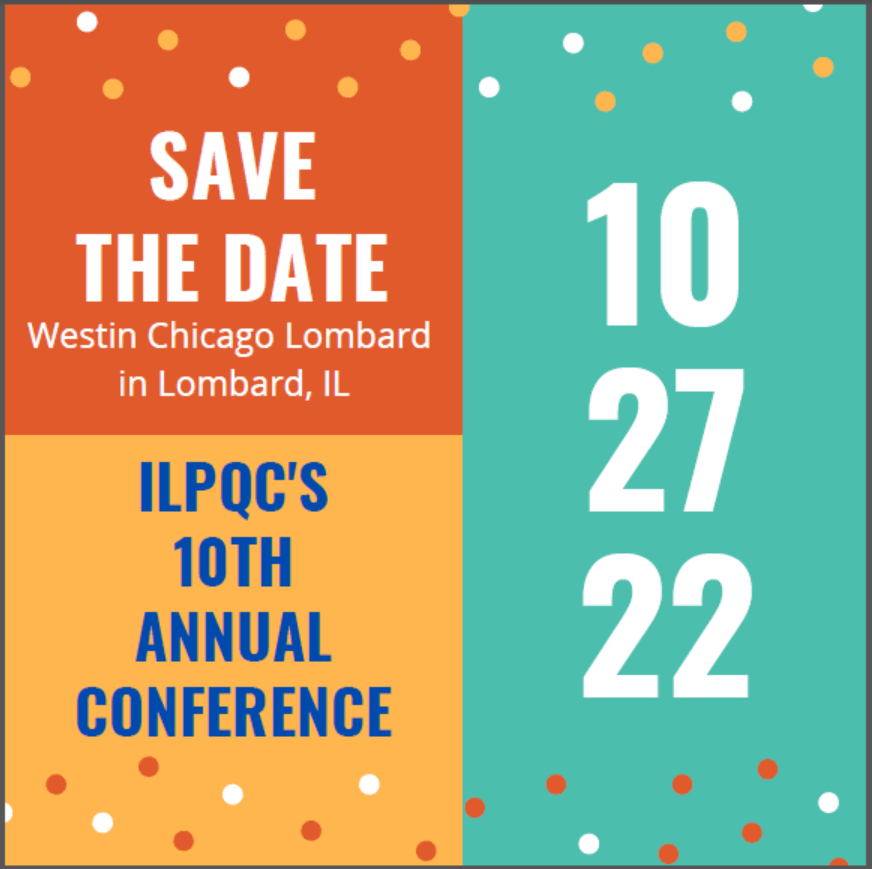 SAVE
THE DATE
Westin Chicago Lombard
in Lombard, IL
ILPQC'S
10TH
ANNUAL
CONFERENCE
10
27
22